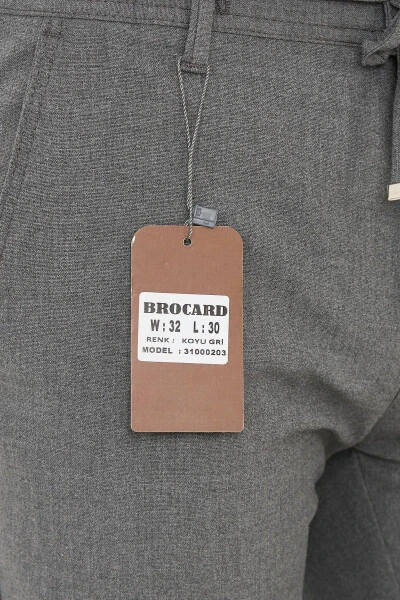 BROCARD
W: 32 L: 30
RENK : KOYU GRİ
MODEL : 31000203